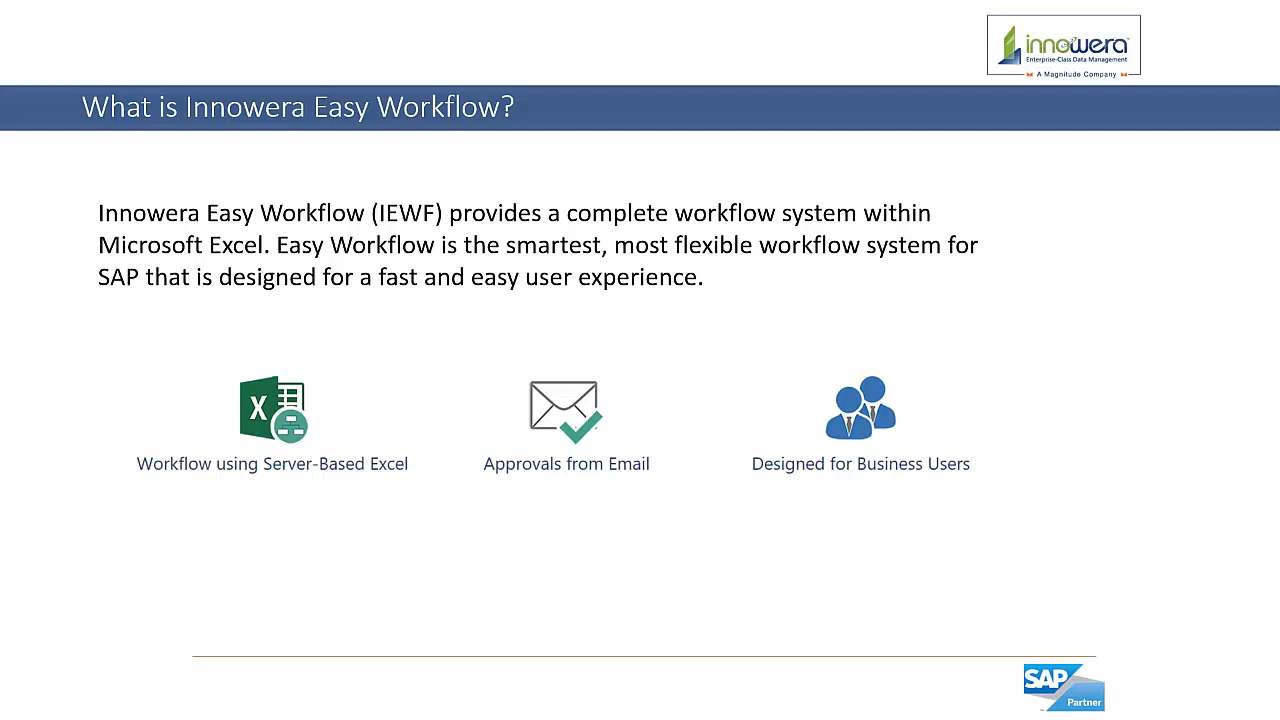 innowera
Enterprise-Class Data Management
A Magnitude Company
What is Innowera Easy Workflow?
Innowera Easy Workflow (IEWF) provides a complete workflow system within
Microsoft Excel. Easy Workflow is the smartest, most flexible workflow system for
SAP that is designed for a fast and easy user experience.
X
Workflow using Server-Based Excel
Approvals from Email
Designed for Business Users
SAP
Partner